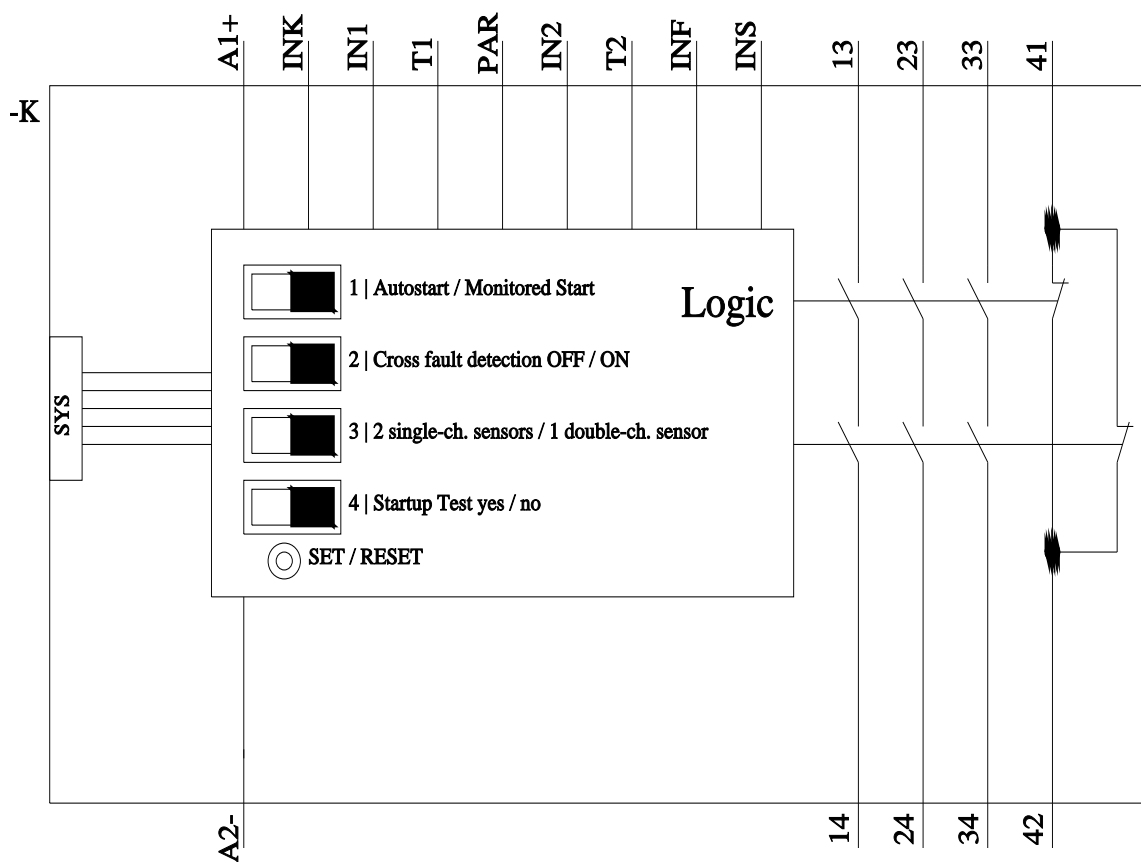 A1+ INK IN1 T1 PAR IN2 T2 INF INS 13 23 33 41
-K
1 | Autostart / Monitored Start
Logic
2 | Cross fault detection OFF / ON
SYS
3 | 2 single-ch. sensors / 1 double-ch. sensor
4 | Startup Test yes / no
SET / RESET
A2- 14 24 34 42